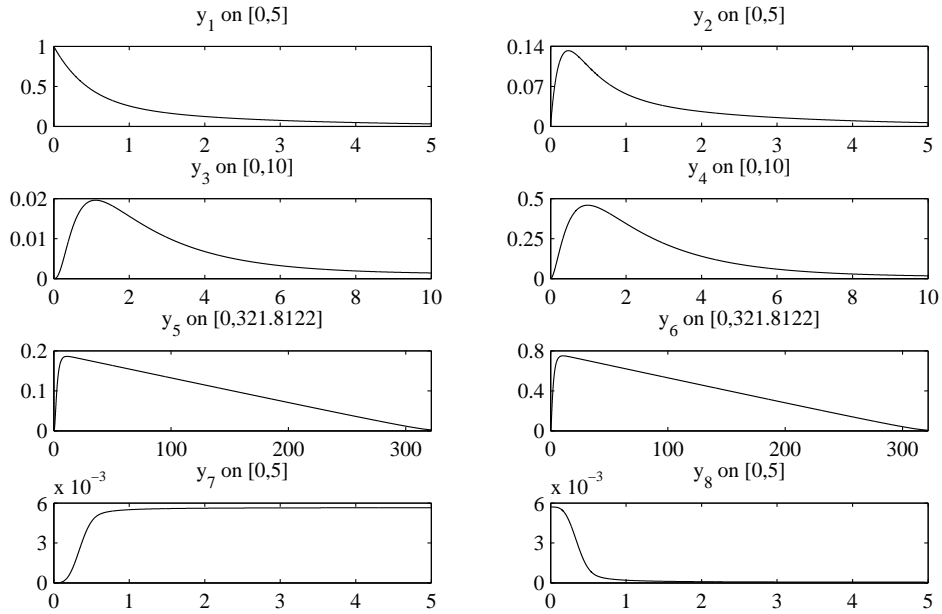 y₁ on [0,5]
1
0.5
0
0 1 2 3 4 5
y₂ on [0,5]
0.14
0.07
0
0 1 2 3 4 5
y₃ on [0,10]
0.02
0.01
0
0 2 4 6 8 10
y₄ on [0,10]
0.5
0.25
0
0 2 4 6 8 10
y₅ on [0,321.8122]
0.2
0.1
0
0 100 200 300
y₆ on [0,321.8122]
0.8
0.4
0
0 100 200 300
y₇ on [0,5]
x 10⁻³
6
3
0
0 1 2 3 4 5
y₈ on [0,5]
x 10⁻³
6
3
0
0 1 2 3 4 5